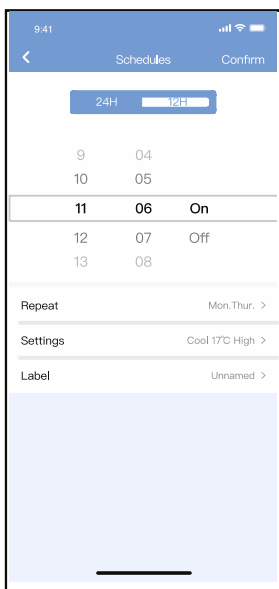 9:41
Schedules Confirm
24H 12H
9 04
10 05
11 06 On
12 07 Off
13 08
Repeat Mon.Thur. >
Settings Cool 17℃ High >
Label Unnamed >